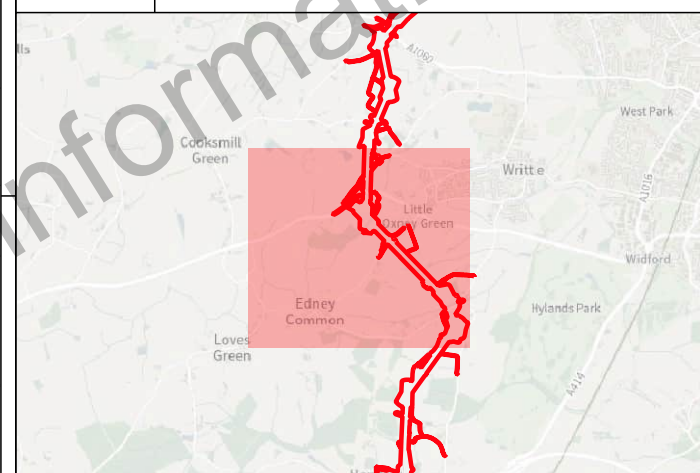 lls
A1060
West Park
Cooksmill
Green
Writtle
A1016
Little
Oxney Green
Widford
Edney
Common
Hylands Park
Loves
Green
A414
informat